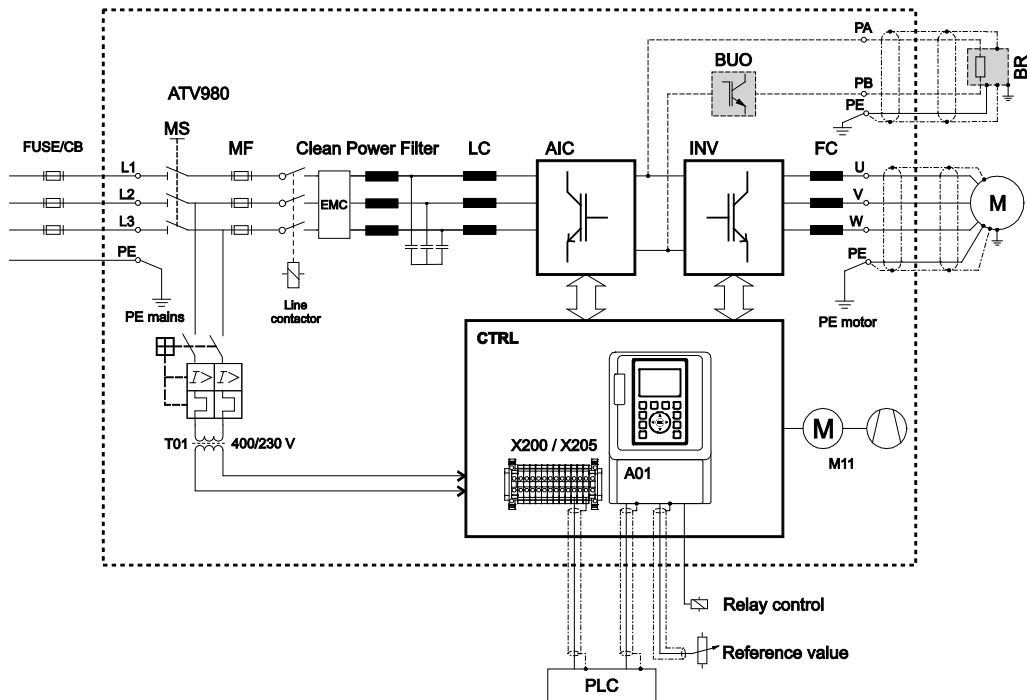 PA
BUO
BR
PB
ATV980
PE
MS
FUSE/CB
MF
Clean Power Filter
LC
AIC
INV
FC
L1
U
L2
EMC
V
M
L3
W
PE
PE
PE mains
Line
contactor
PE motor
CTRL
I>
I>
T01
400/230 V
X200 / X205
A01
M
M11
Relay control
Reference value
PLC